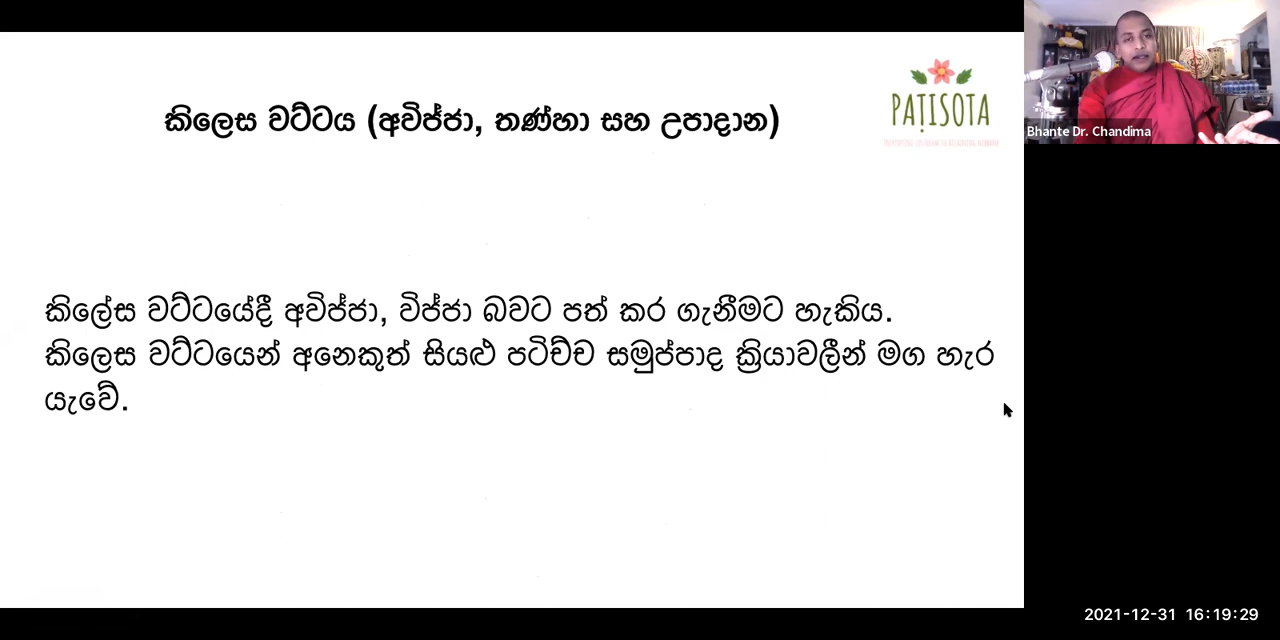 කිලෙස වට්ටය (අවිජ්ජා, තණ්හා සහ උපාදාන)
PAṬISOTA
Bhante Dr. Chandima
කිලේස වට්ටයේදී අවිජ්ජා, විජ්ජා බවට පත් කර ගැනීමට හැකිය.
කිලෙස වට්ටයෙන් අනෙකුත් සියළු පටිච්ච සමුප්පාද ක්‍රියාවලීන් මග හැර
යැවේ.
2021-12-31 16:19:29